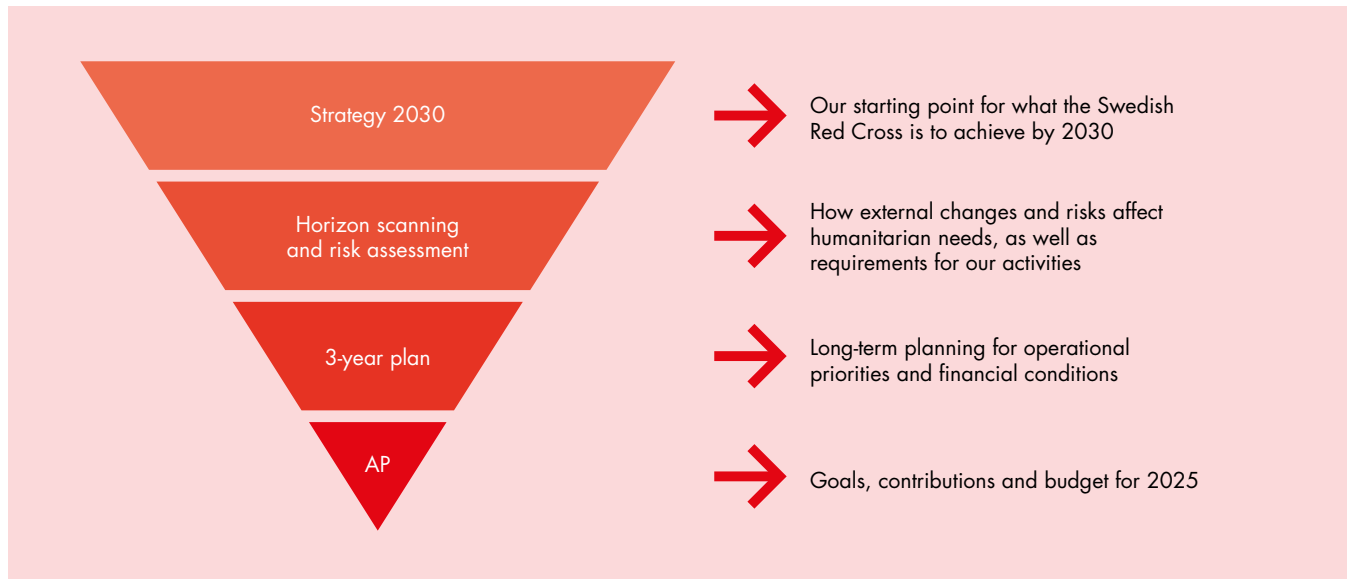 Strategy 2030
Our starting point for what the Swedish
Red Cross is to achieve by 2030
Horizon scanning
and risk assessment
How external changes and risks affect
humanitarian needs, as well as
requirements for our activities
3-year plan
Long-term planning for operational
priorities and financial conditions
AP
Goals, contributions and budget for 2025